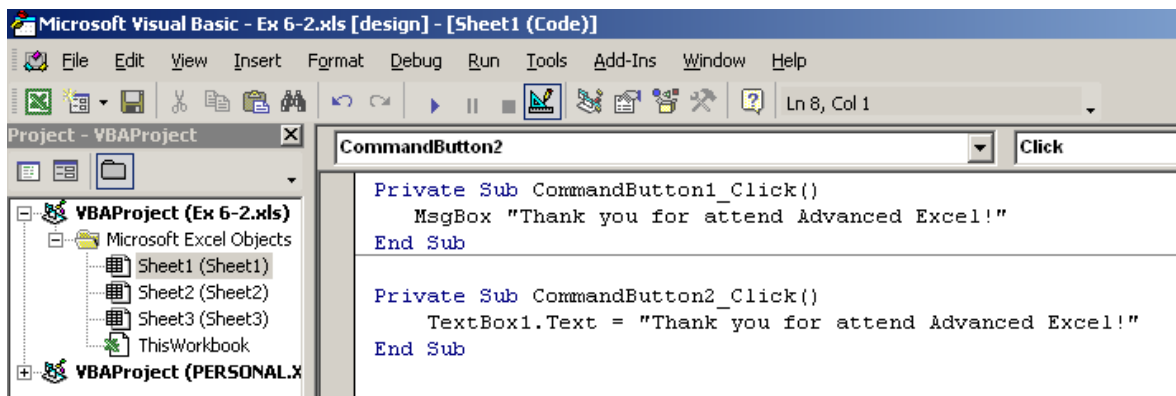 Microsoft Visual Basic - Ex 6-2.xls [design] - [Sheet1 (Code)]
File Edit View Insert Format Debug Run Tools Add-Ins Window Help
Ln 8, Col 1
Project - VBAProject
VBAProject (Ex 6-2.xls)
Microsoft Excel Objects
Sheet1 (Sheet1)
Sheet2 (Sheet2)
Sheet3 (Sheet3)
ThisWorkbook
VBAProject (PERSONAL.X
CommandButton2 Click
Private Sub CommandButton1_Click()
MsgBox "Thank you for attend Advanced Excel!"
End Sub
Private Sub CommandButton2_Click()
TextBox1.Text = "Thank you for attend Advanced Excel!"
End Sub